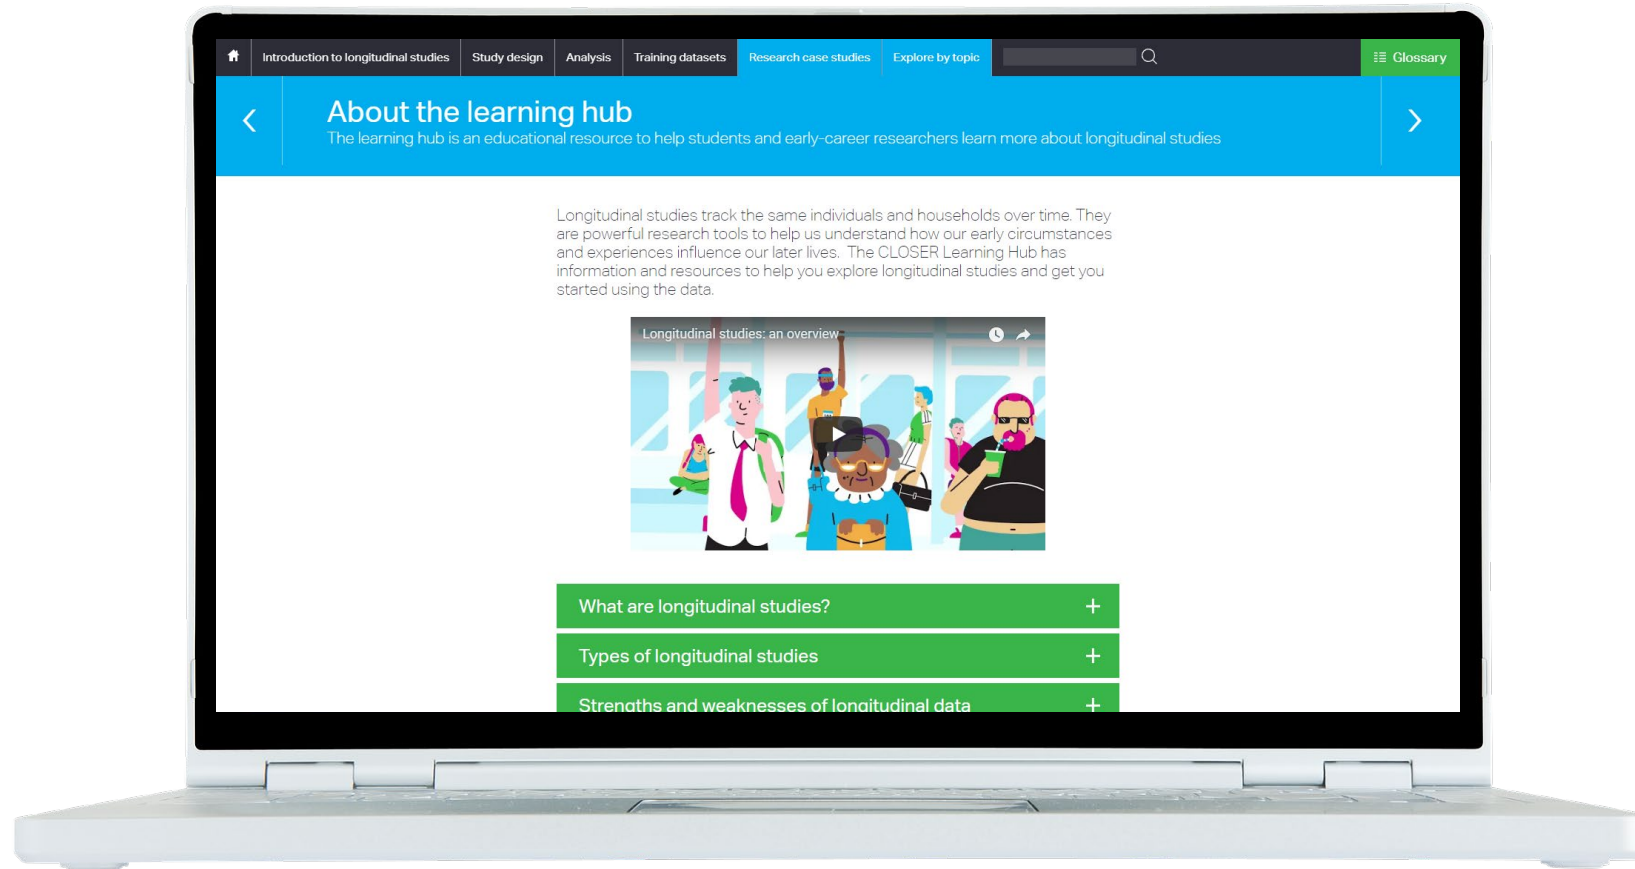 Introduction to longitudinal studies
Study design
Analysis
Training datasets
Research case studies
Explore by topic
Glossary
About the learning hub
The learning hub is an educational resource to help students and early-career researchers learn more about longitudinal studies
Longitudinal studies track the same individuals and households over time. They
are powerful research tools to help us understand how our early circumstances
and experiences influence our later lives. The CLOSER Learning Hub has
information and resources to help you explore longitudinal studies and get you
started using the data.
Longitudinal studies: an overview
What are longitudinal studies?
Types of longitudinal studies
Strengths and weaknesses of longitudinal data